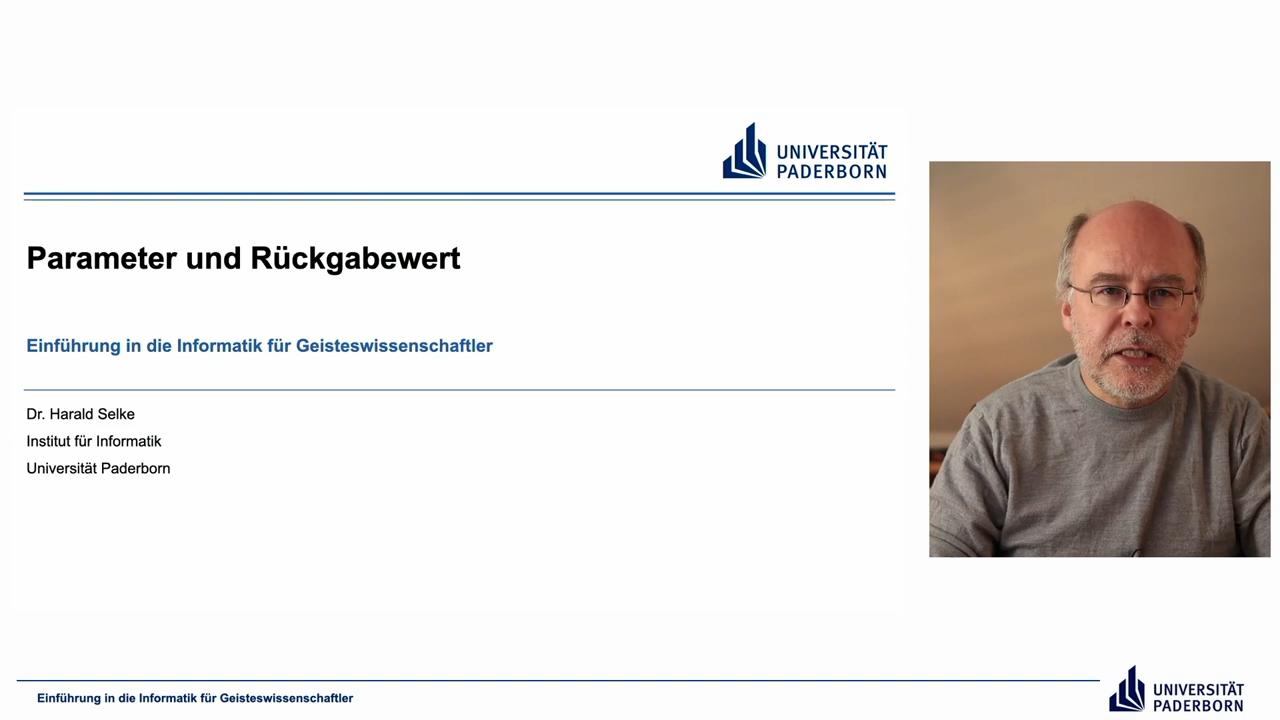 UNIVERSITÄT
PADERBORN
Parameter und Rückgabewert
Einführung in die Informatik für Geisteswissenschaftler
Dr. Harald Selke
Institut für Informatik
Universität Paderborn
Einführung in die Informatik für Geisteswissenschaftler
UNIVERSITÄT
PADERBORN